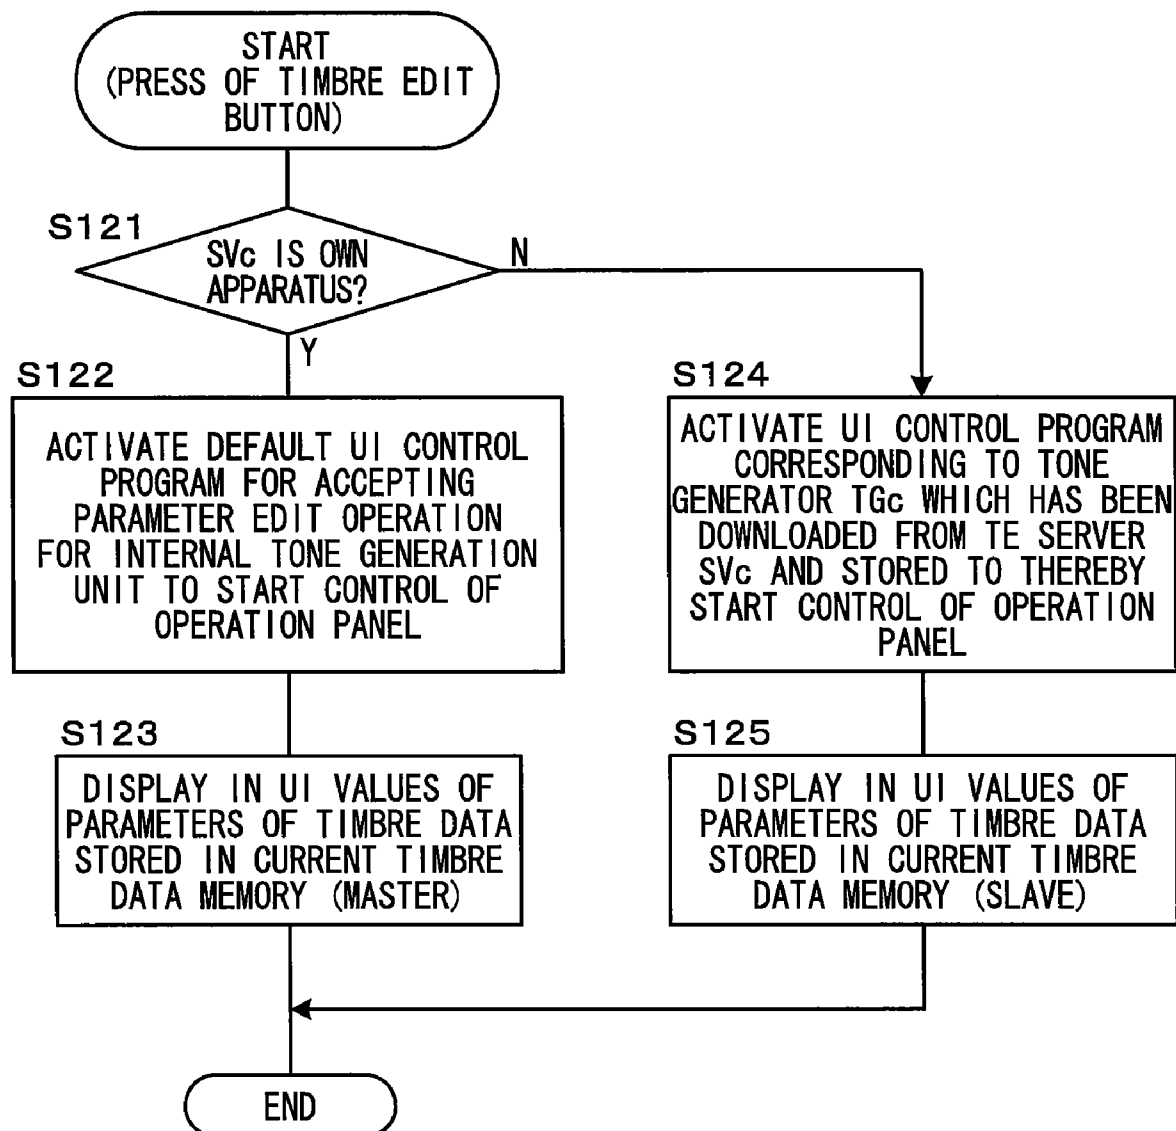 START
(PRESS OF TIMBRE EDIT
BUTTON)
S121
SVc IS OWN
APPARATUS?
N
Y
S122
ACTIVATE DEFAULT UI CONTROL
PROGRAM FOR ACCEPTING
PARAMETER EDIT OPERATION
FOR INTERNAL TONE GENERATION
UNIT TO START CONTROL OF
OPERATION PANEL
S124
ACTIVATE UI CONTROL PROGRAM
CORRESPONDING TO TONE
GENERATOR TGc WHICH HAS BEEN
DOWNLOADED FROM TE SERVER
SVc AND STORED TO THEREBY
START CONTROL OF OPERATION
PANEL
S123
DISPLAY IN UI VALUES OF
PARAMETERS OF TIMBRE DATA
STORED IN CURRENT TIMBRE
DATA MEMORY (MASTER)
S125
DISPLAY IN UI VALUES OF
PARAMETERS OF TIMBRE DATA
STORED IN CURRENT TIMBRE
DATA MEMORY (SLAVE)
END